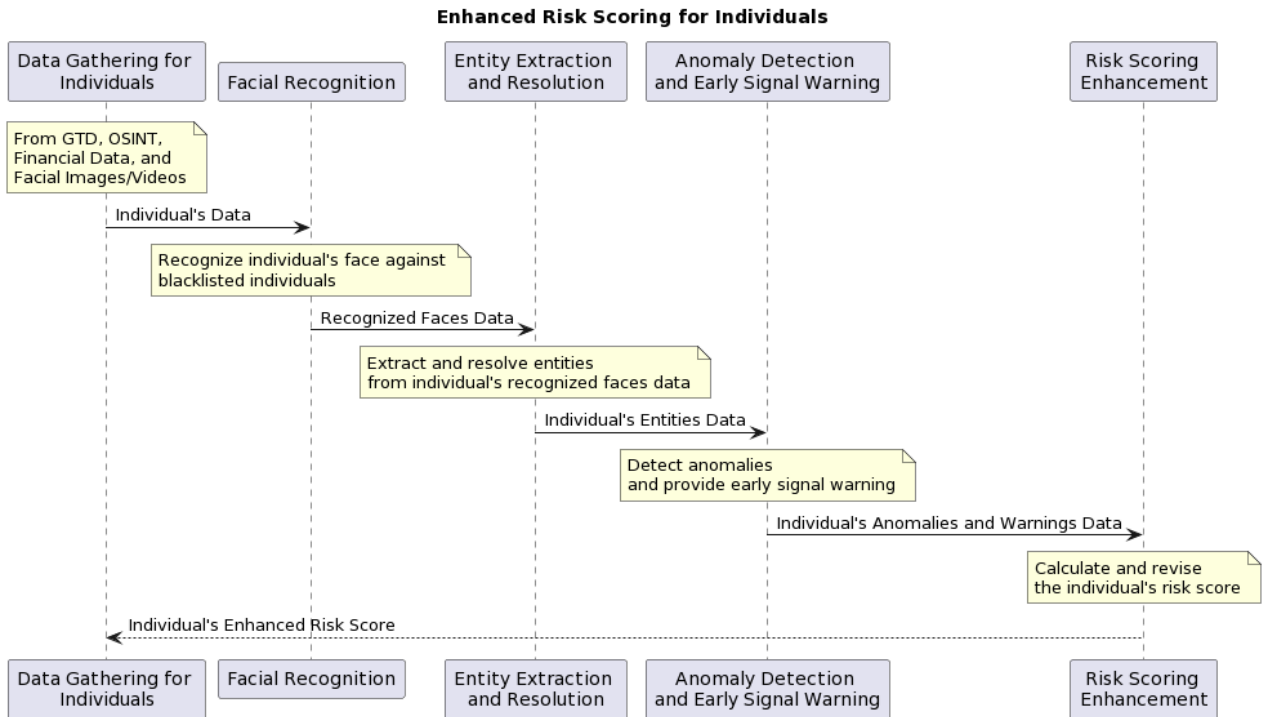 Enhanced Risk Scoring for Individuals
Data Gathering for
Individuals
Facial Recognition
Entity Extraction
and Resolution
Anomaly Detection
and Early Signal Warning
Risk Scoring
Enhancement
From GTD, OSINT,
Financial Data, and
Facial Images/Videos
Individual's Data
Recognize individual's face against
blacklisted individuals
Recognized Faces Data
Extract and resolve entities
from individual's recognized faces data
Individual's Entities Data
Detect anomalies
and provide early signal warning
Individual's Anomalies and Warnings Data
Calculate and revise
the individual's risk score
Individual's Enhanced Risk Score
Data Gathering for
Individuals
Facial Recognition
Entity Extraction
and Resolution
Anomaly Detection
and Early Signal Warning
Risk Scoring
Enhancement